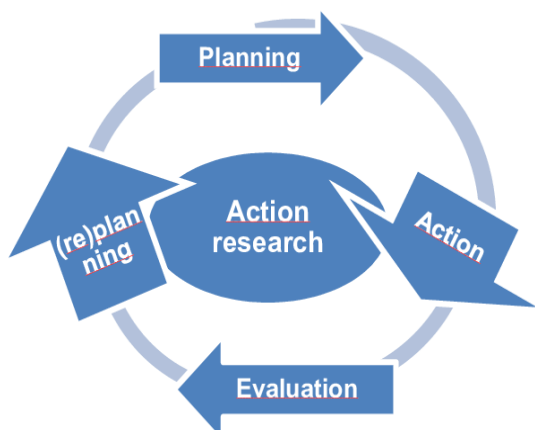 Planning
Action
research
Action
(re)plan
ning
Evaluation